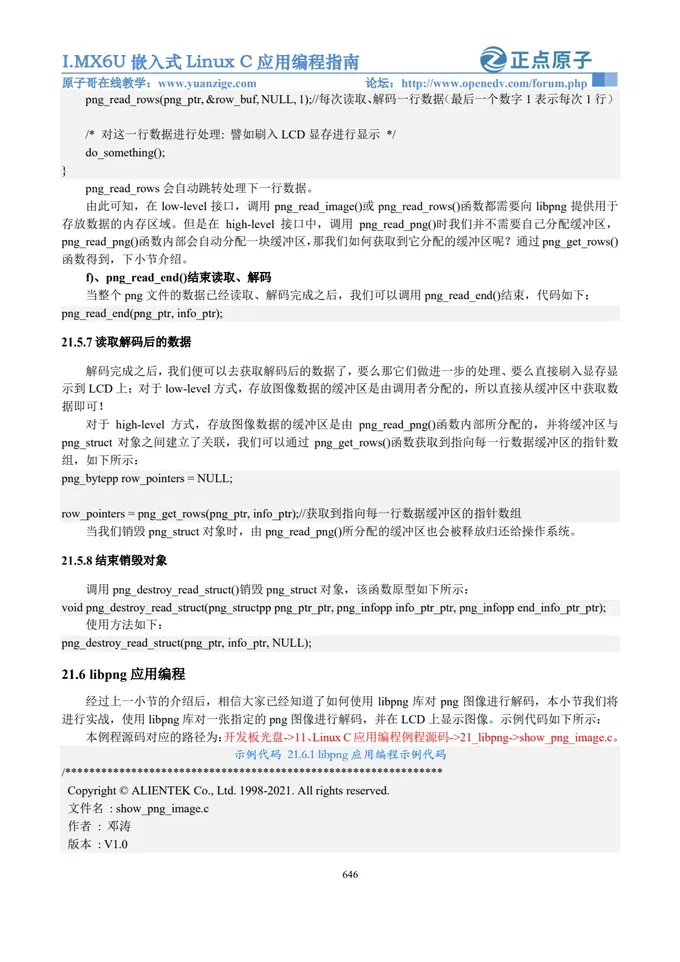 I.MX6U 嵌入式 Linux C 应用编程指南
正点原子
原子哥在线教学：www.yuanzige.com 论坛：http://www.openedv.com/forum.php
png_read_rows(png_ptr, &row_buf, NULL, 1);//每次读取、解码一行数据（最后一个数字 1 表示每次 1 行）
/* 对这一行数据进行处理: 譬如刷入 LCD 显存进行显示 */
do_something();
}
png_read_rows 会自动跳转处理下一行数据。
由此可知，在 low-level 接口，调用 png_read_image()或 png_read_rows()函数都需要向 libpng 提供用于
存放数据的内存区域。但是在 high-level 接口中，调用 png_read_png()时我们并不需要自己分配缓冲区，
png_read_png()函数内部会自动分配一块缓冲区，那我们如何获取到它分配的缓冲区呢？通过 png_get_rows()
函数得到，下小节介绍。
f)、png_read_end()结束读取、解码
当整个 png 文件的数据已经读取、解码完成之后，我们可以调用 png_read_end()结束，代码如下：
png_read_end(png_ptr, info_ptr);
21.5.7 读取解码后的数据
解码完成之后，我们便可以去获取解码后的数据了，要么那它们做进一步的处理、要么直接刷入显存显
示到 LCD 上；对于 low-level 方式，存放图像数据的缓冲区是由调用者分配的，所以直接从缓冲区中获取数
据即可！
对于 high-level 方式，存放图像数据的缓冲区是由 png_read_png()函数内部所分配的，并将缓冲区与
png_struct 对象之间建立了关联，我们可以通过 png_get_rows()函数获取到指向每一行数据缓冲区的指针数
组，如下所示：
png_bytepp row_pointers = NULL;
row_pointers = png_get_rows(png_ptr, info_ptr);//获取到指向每一行数据缓冲区的指针数组
当我们销毁 png_struct 对象时，由 png_read_png()所分配的缓冲区也会被释放归还给操作系统。
21.5.8 结束销毁对象
调用 png_destroy_read_struct()销毁 png_struct 对象，该函数原型如下所示：
void png_destroy_read_struct(png_structpp png_ptr_ptr, png_infopp info_ptr_ptr, png_infopp end_info_ptr_ptr);
使用方法如下：
png_destroy_read_struct(png_ptr, info_ptr, NULL);
21.6 libpng 应用编程
经过上一小节的介绍后，相信大家已经知道了如何使用 libpng 库对 png 图像进行解码，本小节我们将
进行实战，使用 libpng 库对一张指定的 png 图像进行解码，并在 LCD 上显示图像。示例代码如下所示：
本例程源码对应的路径为：开发板光盘->11、Linux C 应用编程例程源码->21_libpng->show_png_image.c。
示例代码 21.6.1 libpng 应用编程示例代码
/***************************************************************
Copyright © ALIENTEK Co., Ltd. 1998-2021. All rights reserved.
文件名 : show_png_image.c
作者 : 邓涛
版本 : V1.0
646